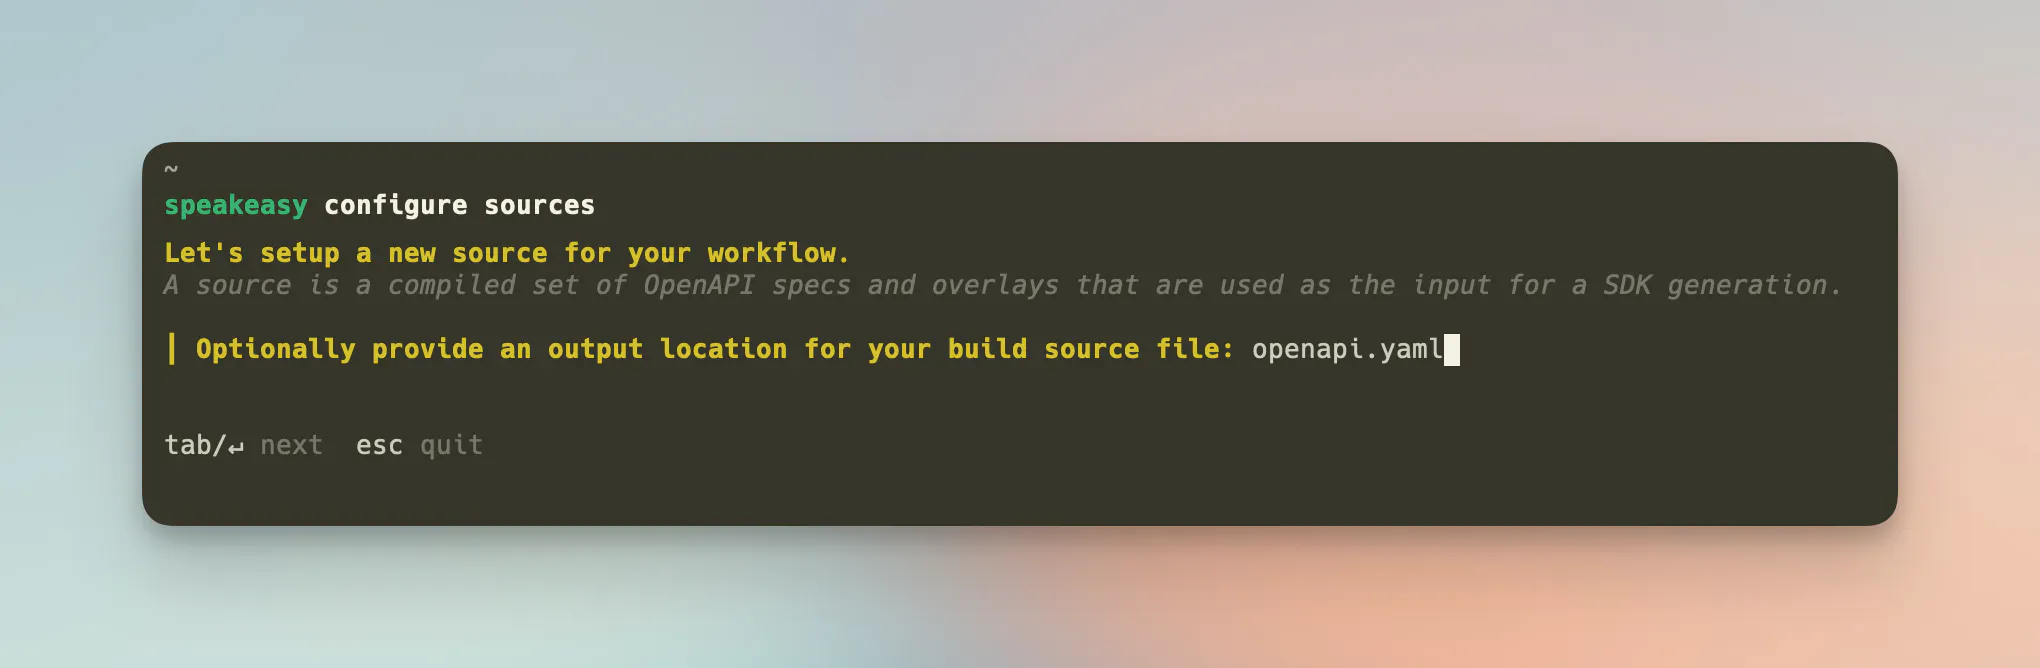 ~
speakeasy configure sources
Let's setup a new source for your workflow.
A source is a compiled set of OpenAPI specs and overlays that are used as the input for a SDK generation.
┃ Optionally provide an output location for your build source file: openapi.yaml
tab/↵ next  esc quit